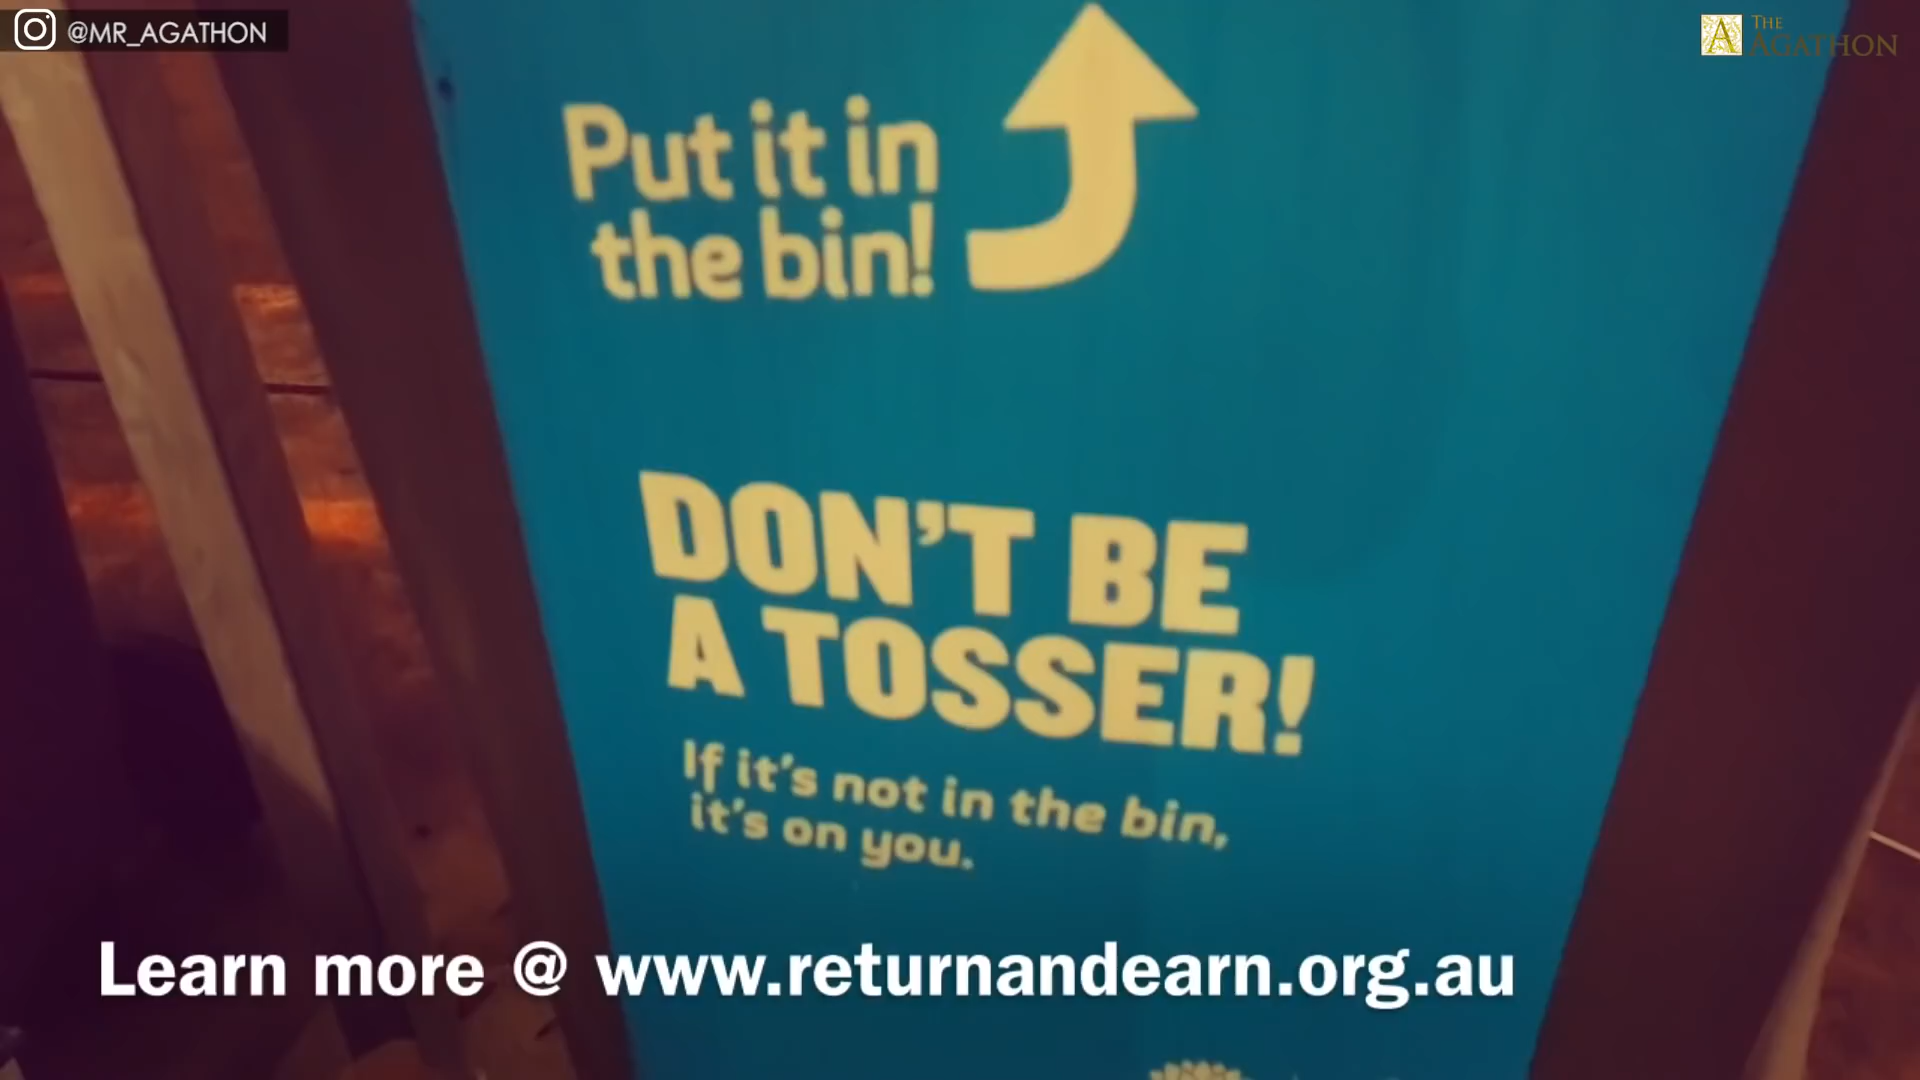 @MR_AGATHON
THE
AGATHON
Put it in
the bin!
DON'T BE
A TOSSER!
If it's not in the bin,
it's on you.
Learn more @ www.returnandearn.org.au